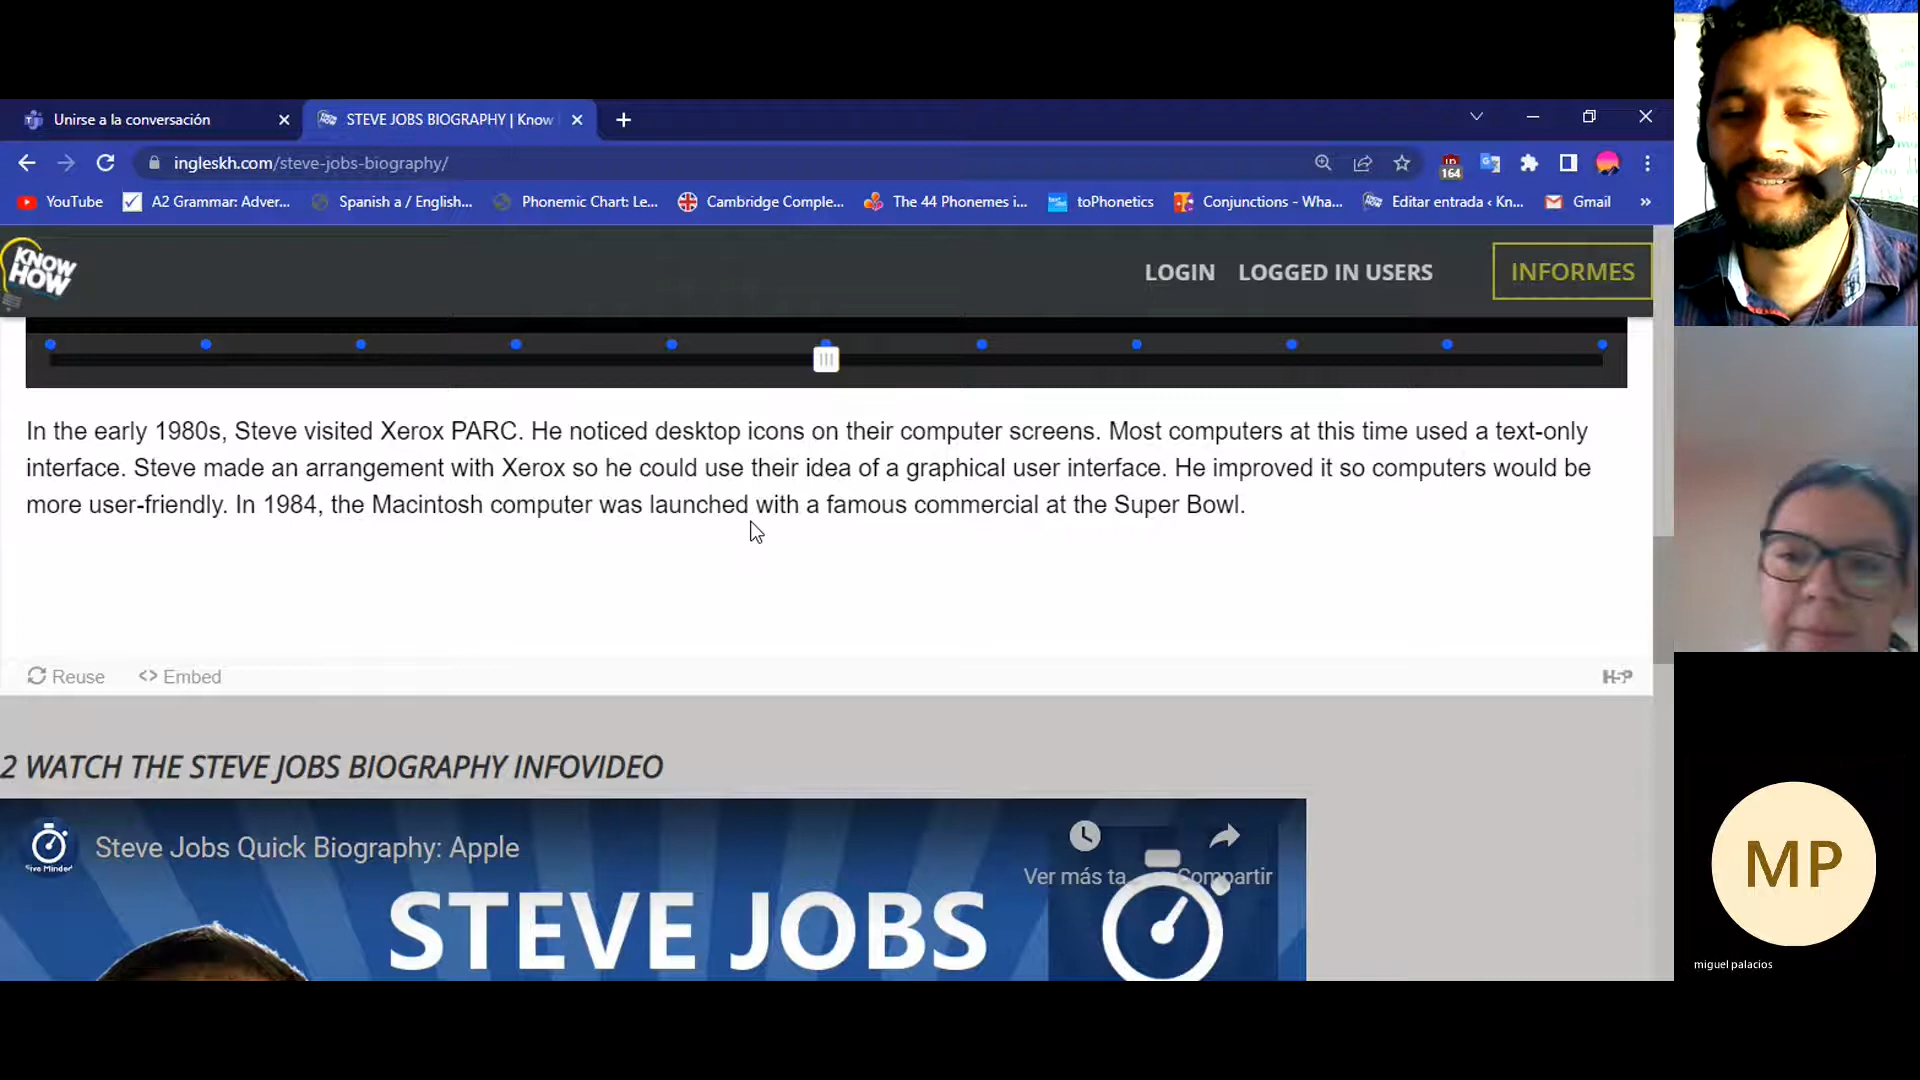 Unirse a la conversación
STEVE JOBS BIOGRAPHY | Know
ingleskh.com/steve-jobs-biography/
164
YouTube
A2 Grammar: Adver...
Spanish a / English...
Phonemic Chart: Le...
Cambridge Comple...
The 44 Phonemes i...
toPhonetics
Conjunctions - Wha...
Editar entrada ‹ Kn...
Gmail
»
KNOW
HOW
LOGIN
LOGGED IN USERS
INFORMES
In the early 1980s, Steve visited Xerox PARC. He noticed desktop icons on their computer screens. Most computers at this time used a text-only
interface. Steve made an arrangement with Xerox so he could use their idea of a graphical user interface. He improved it so computers would be
more user-friendly. In 1984, the Macintosh computer was launched with a famous commercial at the Super Bowl.
Reuse
<> Embed
H5P
2 WATCH THE STEVE JOBS BIOGRAPHY INFOVIDEO
Steve Jobs Quick Biography: Apple
Ver más ta...
Compartir
STEVE JOBS
MP
miguel palacios